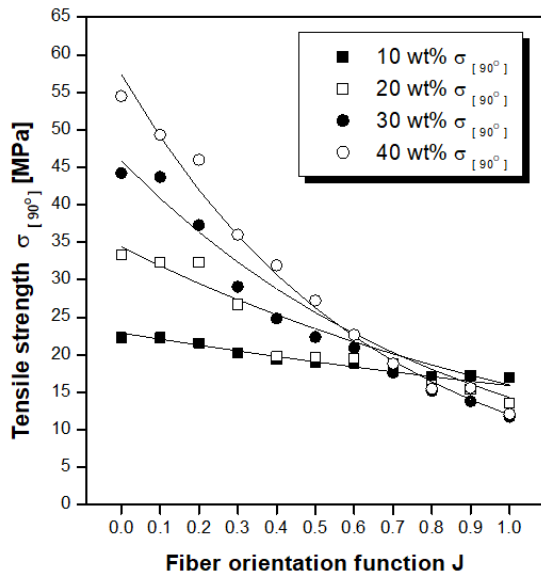 65
60
55
50
45
40
35
30
25
20
15
10
5
0
Tensile strength σ [90°] [MPa]
10 wt% σ [90°]
20 wt% σ [90°]
30 wt% σ [90°]
40 wt% σ [90°]
0.0 0.1 0.2 0.3 0.4 0.5 0.6 0.7 0.8 0.9 1.0
Fiber orientation function J